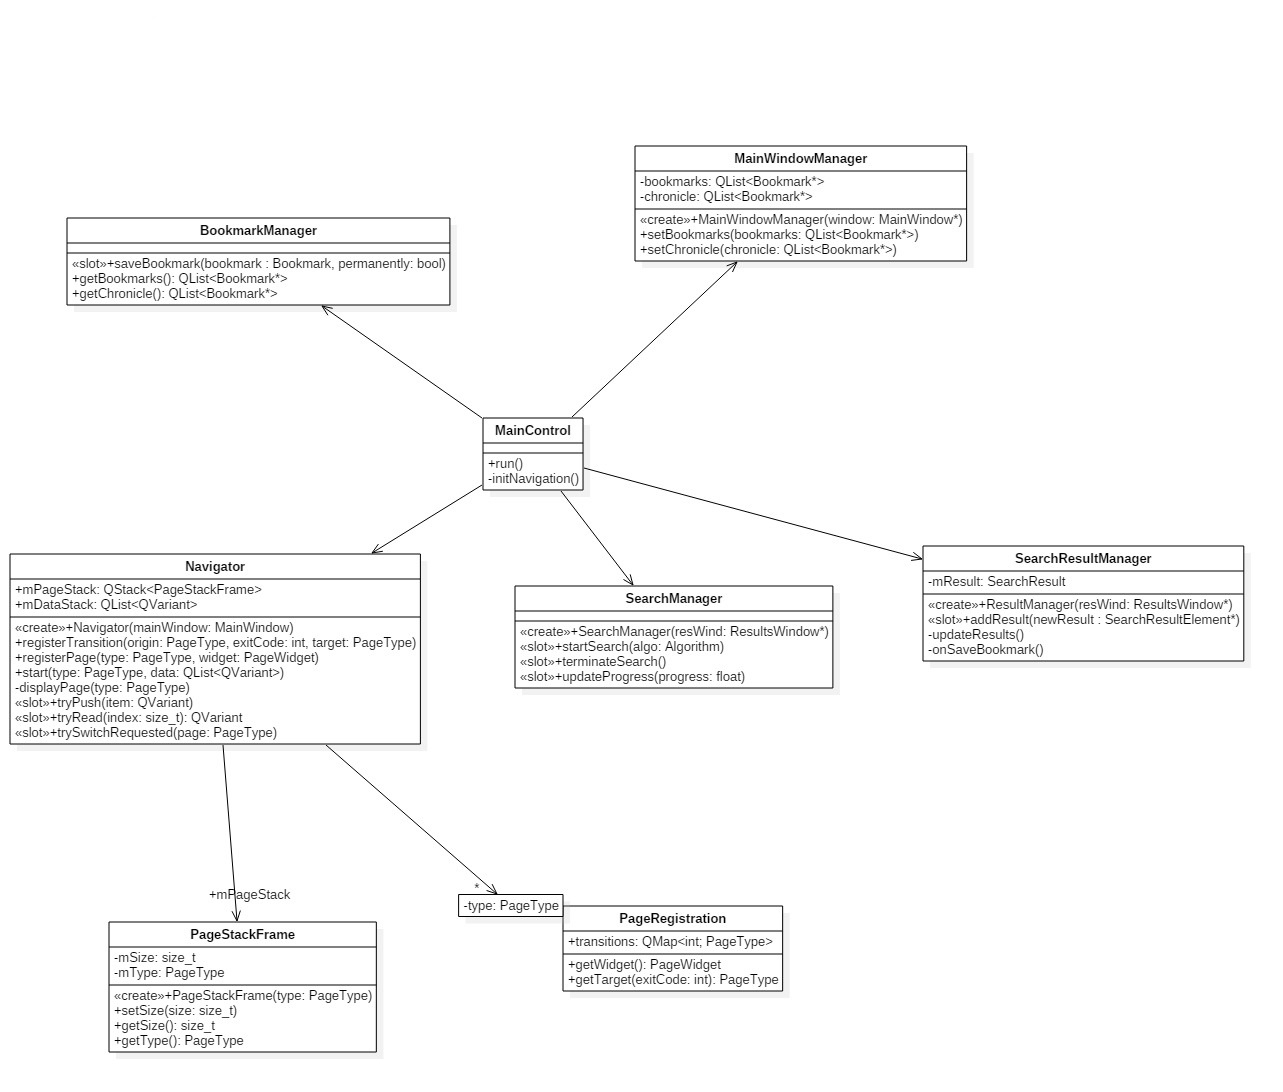 MainWindowManager
-bookmarks: QList<Bookmark*>
-chronicle: QList<Bookmark*>
«create»+MainWindowManager(window: MainWindow*)
+setBookmarks(bookmarks: QList<Bookmark*>)
+setChronicle(chronicle: QList<Bookmark*>)
BookmarkManager
«slot»+saveBookmark(bookmark : Bookmark, permanently: bool)
+getBookmarks(): QList<Bookmark*>
+getChronicle(): QList<Bookmark*>
MainControl
+run()
-initNavigation()
Navigator
+mPageStack: QStack<PageStackFrame>
+mDataStack: QList<QVariant>
«create»+Navigator(mainWindow: MainWindow)
+registerTransition(origin: PageType, exitCode: int, target: PageType)
+registerPage(type: PageType, widget: PageWidget)
+start(type: PageType, data: QList<QVariant>)
-displayPage(type: PageType)
«slot»+tryPush(item: QVariant)
«slot»+tryRead(index: size_t): QVariant
«slot»+trySwitchRequested(page: PageType)
SearchManager
«create»+SearchManager(resWind: ResultsWindow*)
«slot»+startSearch(algo: Algorithm)
«slot»+terminateSearch()
«slot»+updateProgress(progress: float)
SearchResultManager
-mResult: SearchResult
«create»+ResultManager(resWind: ResultsWindow*)
«slot»+addResult(newResult : SearchResultElement*)
-updateResults()
-onSaveBookmark()
+mPageStack
*
-type: PageType
PageStackFrame
-mSize: size_t
-mType: PageType
«create»+PageStackFrame(type: PageType)
+setSize(size: size_t)
+getSize(): size_t
+getType(): PageType
PageRegistration
+transitions: QMap<int; PageType>
+getWidget(): PageWidget
+getTarget(exitCode: int): PageType